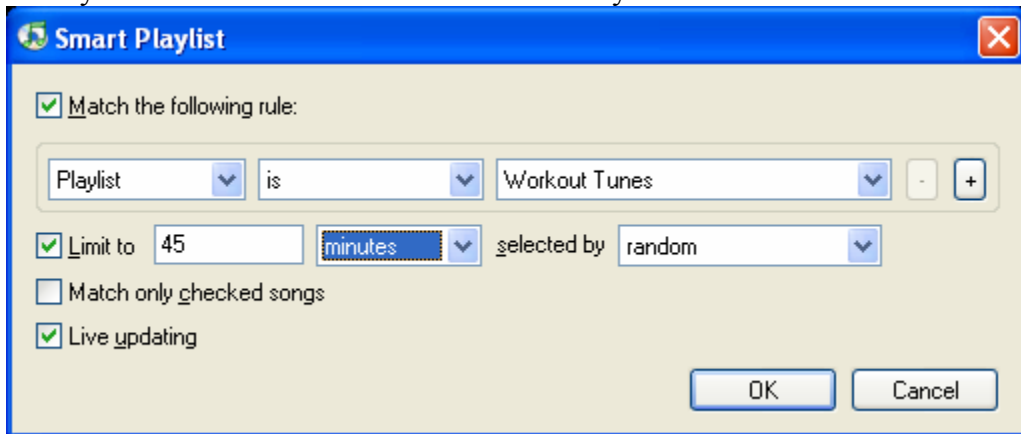 Smart Playlist
Match the following rule:
Playlist is Workout Tunes - +
Limit to 45 minutes selected by random
Match only checked songs
Live updating
OK Cancel